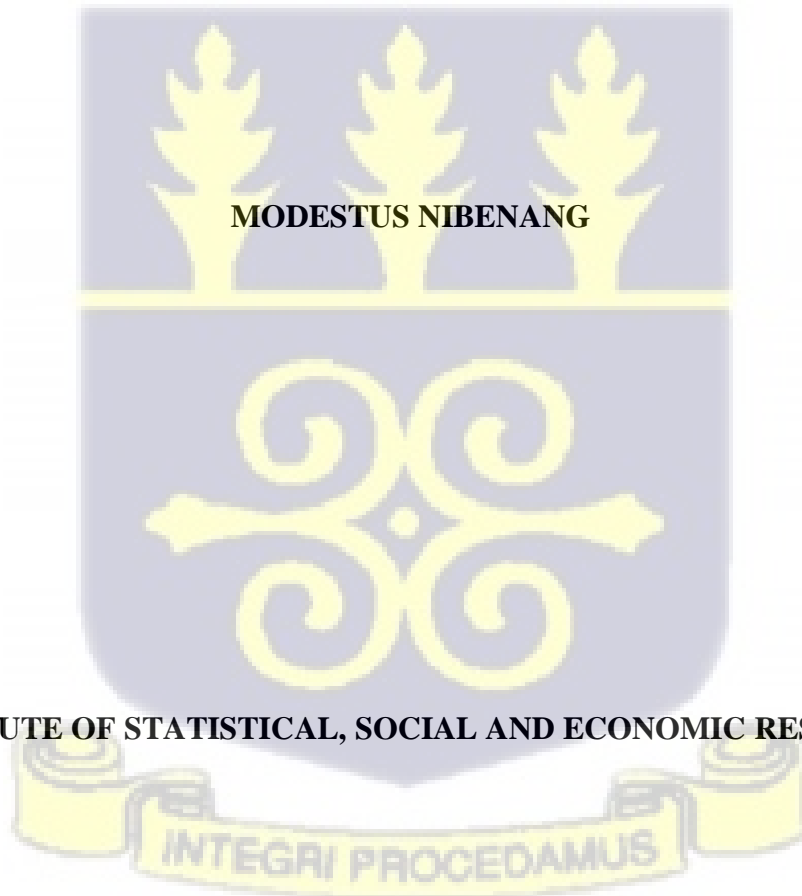 MODESTUS NIBENANG
UTE OF STATISTICAL, SOCIAL AND ECONOMIC RES
INTEGRI PROCEDAMUS